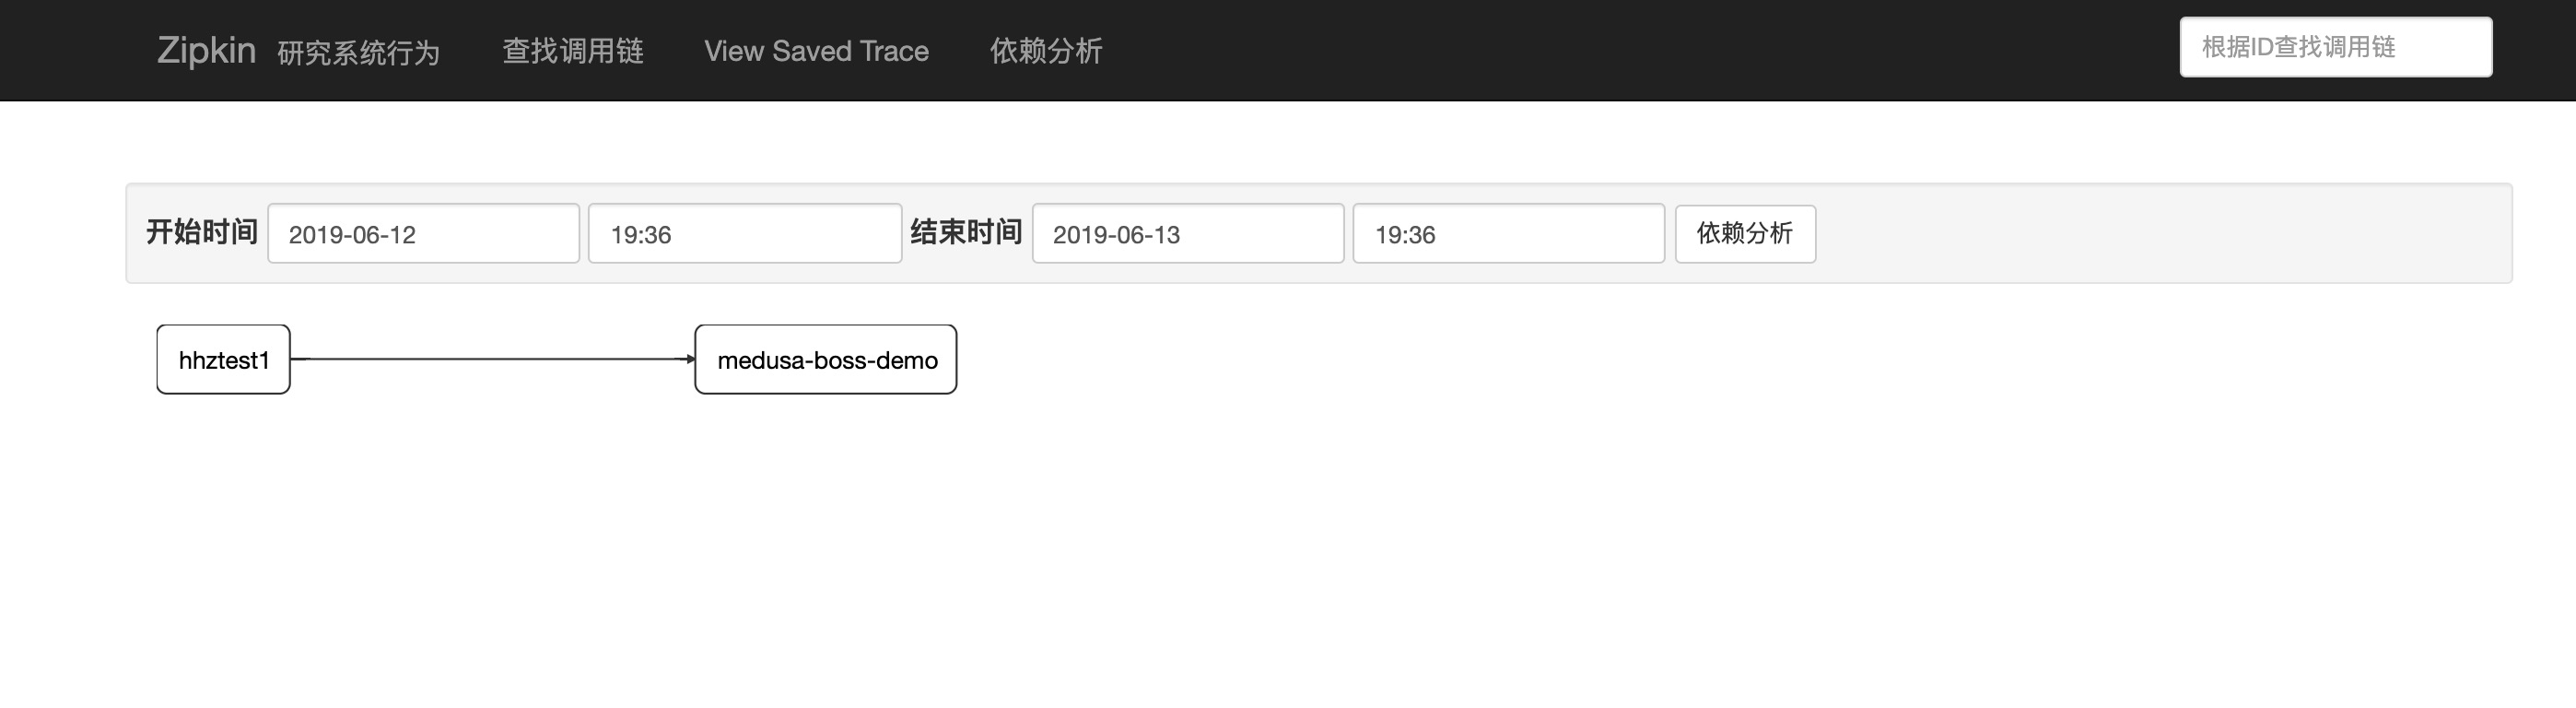 Zipkin 研究系统行为 查找调用链 View Saved Trace 依赖分析 根据ID查找调用链
开始时间 2019-06-12 19:36 结束时间 2019-06-13 19:36 依赖分析
hhztest1 medusa-boss-demo